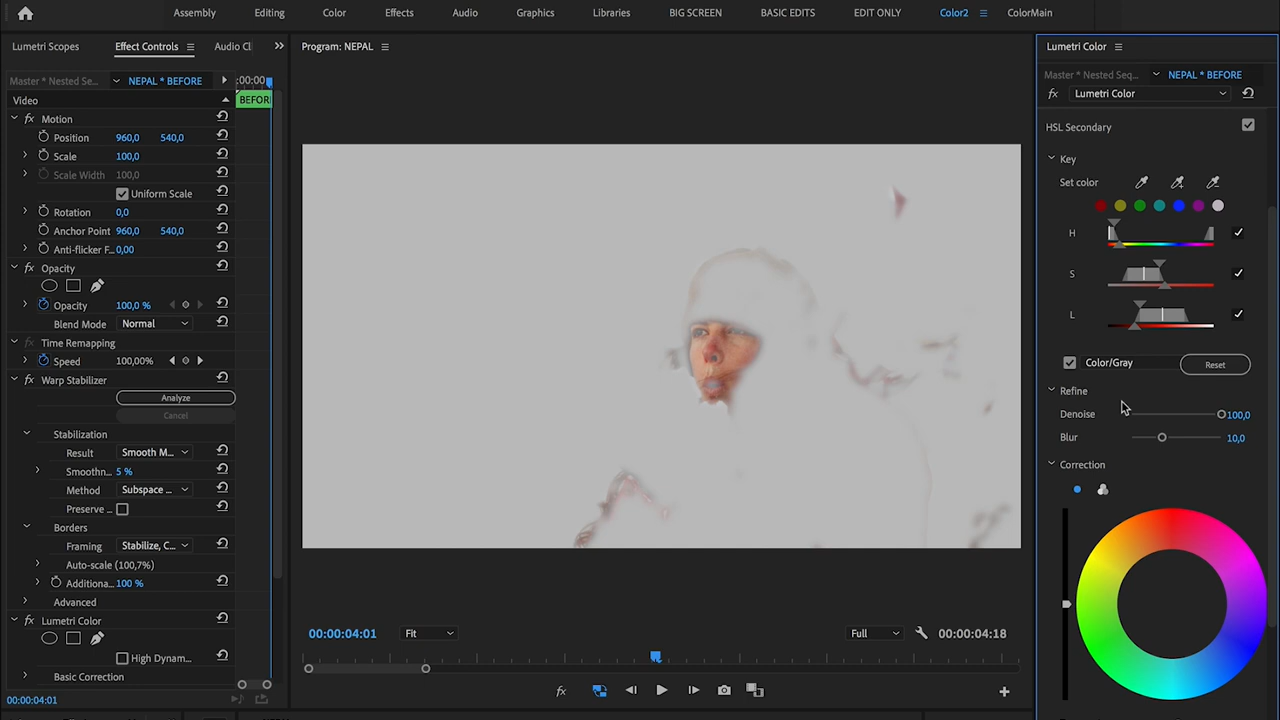 Assembly Editing Color Effects Audio Graphics Libraries BIG SCREEN BASIC EDITS EDIT ONLY Color2 ColorMain
Lumetri Scopes Effect Controls Audio Cl
Master * Nested Se... NEPAL * BEFORE :00:00
Video
BEFOR
fx Motion
Position 960,0 540,0
Scale 100,0
Scale Width 100,0
Uniform Scale
Rotation 0,0
Anchor Point 960,0 540,0
Anti-flicker F... 0,00
fx Opacity
Opacity 100,0 %
Blend Mode Normal
fx Time Remapping
Speed 100,00%
fx Warp Stabilizer
Analyze
Cancel
Stabilization
Result Smooth M...
Smoothn... 5 %
Method Subspace ...
Preserve ...
Borders
Framing Stabilize, C...
Auto-scale (100,7%)
Additiona... 100 %
Advanced
fx Lumetri Color
High Dynam...
Basic Correction
00:00:04:01
Program: NEPAL
00:00:04:01 Fit Full 00:00:04:18
fx
Lumetri Color
Master * Nested Seq... NEPAL * BEFORE
fx Lumetri Color
HSL Secondary
Key
Set color
H
S
L
Color/Gray Reset
Refine
Denoise 100,0
Blur 10,0
Correction